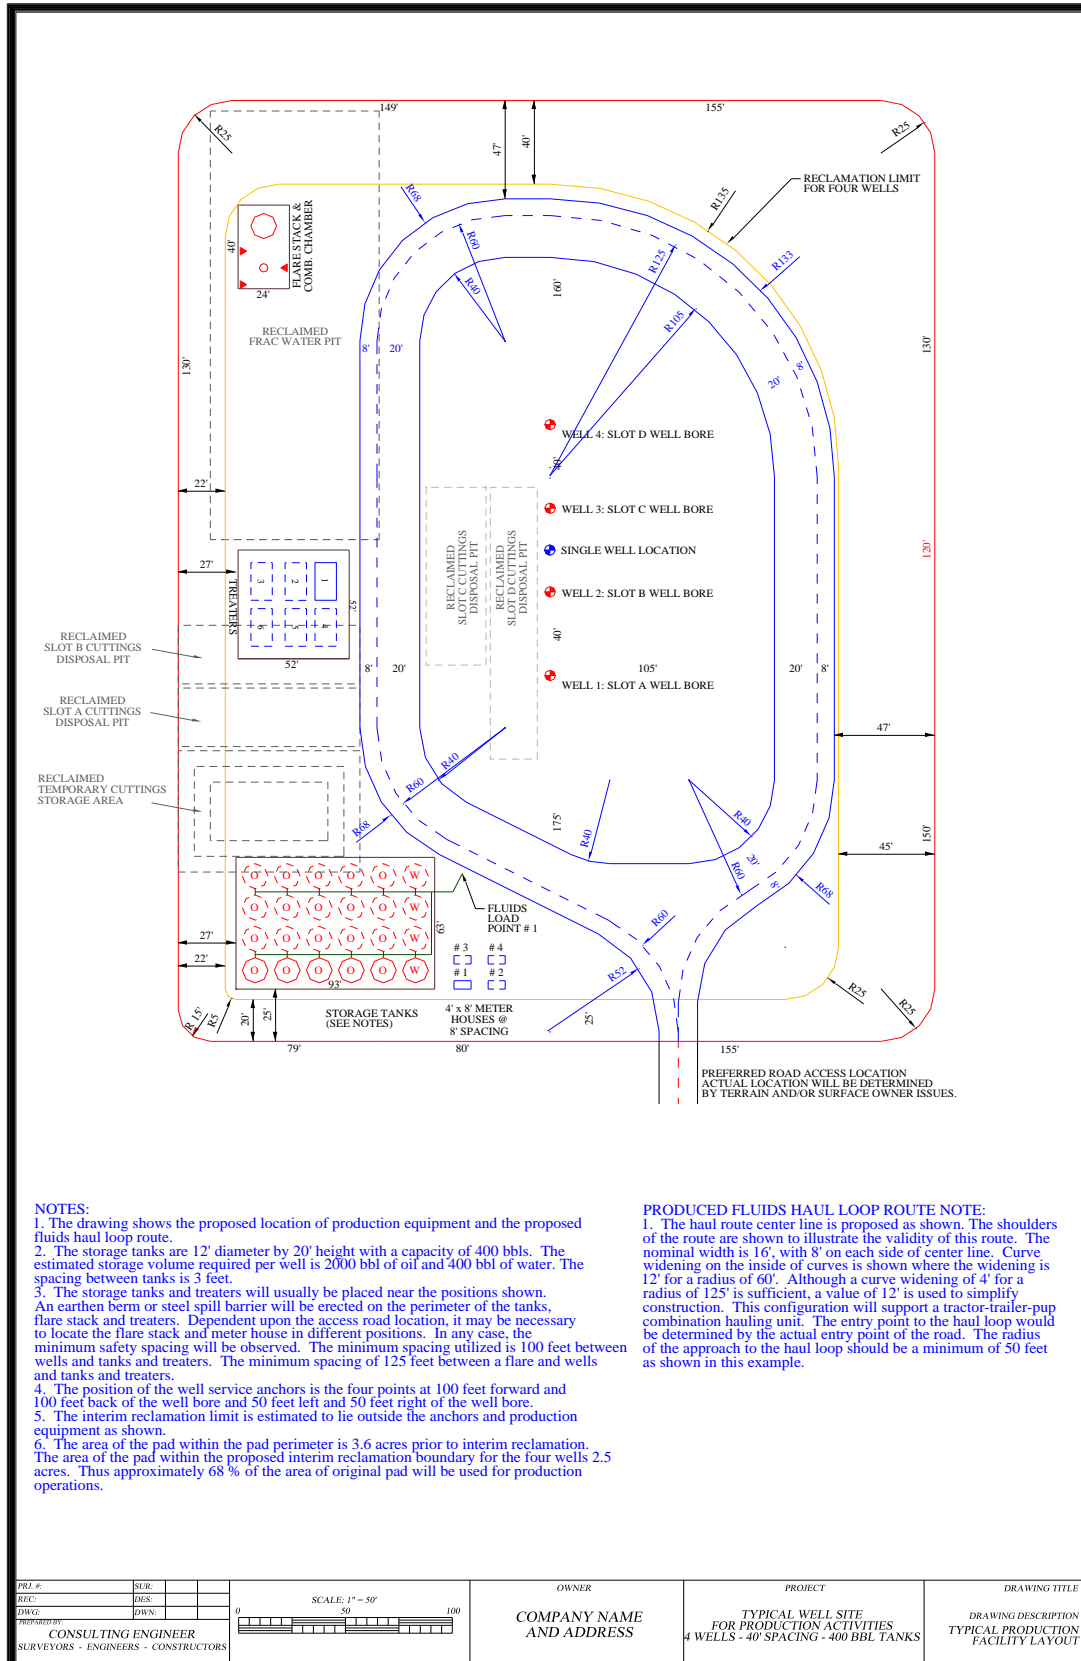 149'
155'
R25
R25
47'
40'
RECLAMATION LIMIT
FOR FOUR WELLS
R68
R135
FLARE STACK &
COMB. CHAMBER
40'
24'
R60
R40
160'
R125
R133
R105
RECLAIMED
FRAC WATER PIT
130'
130'
8'
20'
20'
8'
WELL 4: SLOT D WELL BORE
40'
22'
WELL 3: SLOT C WELL BORE
SINGLE WELL LOCATION
120'
27'
WELL 2: SLOT B WELL BORE
RECLAIMED
SLOT C CUTTINGS
DISPOSAL PIT
RECLAIMED
SLOT D CUTTINGS
DISPOSAL PIT
TREATERS
3
2
1
6
5
4
52'
52'
40'
RECLAIMED
SLOT B CUTTINGS
DISPOSAL PIT
8'
20'
105'
20'
8'
WELL 1: SLOT A WELL BORE
RECLAIMED
SLOT A CUTTINGS
DISPOSAL PIT
47'
RECLAIMED
TEMPORARY CUTTINGS
STORAGE AREA
R40
R60
R68
175'
R40
R40
R60
20'
8'
R68
150'
45'
O O O O O W
O O O O O W
O O O O O W
O O O O O W
63'
93'
FLUIDS
LOAD
POINT # 1
# 3
# 4
# 1
# 2
R60
R52
27'
22'
R 15'
R5
20'
25'
STORAGE TANKS
(SEE NOTES)
4' x 8' METER
HOUSES @
8' SPACING
25'
R25
R25
79'
80'
155'
PREFERRED ROAD ACCESS LOCATION
ACTUAL LOCATION WILL BE DETERMINED
BY TERRAIN AND/OR SURFACE OWNER ISSUES.
NOTES:
1. The drawing shows the proposed location of production equipment and the proposed
fluids haul loop route.
2. The storage tanks are 12' diameter by 20' height with a capacity of 400 bbls. The
estimated storage volume required per well is 2000 bbl of oil and 400 bbl of water. The
spacing between tanks is 3 feet.
3. The storage tanks and treaters will usually be placed near the positions shown.
An earthen berm or steel spill barrier will be erected on the perimeter of the tanks,
flare stack and treaters. Dependent upon the access road location, it may be necessary
to locate the flare stack and meter house in different positions. In any case, the
minimum safety spacing will be observed. The minimum spacing utilized is 100 feet between
wells and tanks and treaters. The minimum spacing of 125 feet between a flare and wells
and tanks and treaters.
4. The position of the well service anchors is the four points at 100 feet forward and
100 feet back of the well bore and 50 feet left and 50 feet right of the well bore.
5. The interim reclamation limit is estimated to lie outside the anchors and production
equipment as shown.
6. The area of the pad within the pad perimeter is 3.6 acres prior to interim reclamation.
The area of the pad within the proposed interim reclamation boundary for the four wells 2.5
acres. Thus approximately 68 % of the area of original pad will be used for production
operations.
PRODUCED FLUIDS HAUL LOOP ROUTE NOTE:
1. The haul route center line is proposed as shown. The shoulders
of the route are shown to illustrate the validity of this route. The
nominal width is 16', with 8' on each side of center line. Curve
widening on the inside of curves is shown where the widening is
12' for a radius of 60'. Although a curve widening of 4' for a
radius of 125' is sufficient, a value of 12' is used to simplify
construction. This configuration will support a tractor-trailer-pup
combination hauling unit. The entry point to the haul loop would
be determined by the actual entry point of the road. The radius
of the approach to the haul loop should be a minimum of 50 feet
as shown in this example.
PRJ. #:
SUR:
REC:
DES:
DWG:
DWN:
PREPARED BY:
CONSULTING ENGINEER
SURVEYORS - ENGINEERS - CONSTRUCTORS
SCALE: 1" = 50'
0 50 100
OWNER
COMPANY NAME
AND ADDRESS
PROJECT
TYPICAL WELL SITE
FOR PRODUCTION ACTIVITIES
4 WELLS - 40' SPACING - 400 BBL TANKS
DRAWING TITLE
DRAWING DESCRIPTION
TYPICAL PRODUCTION
FACILITY LAYOUT